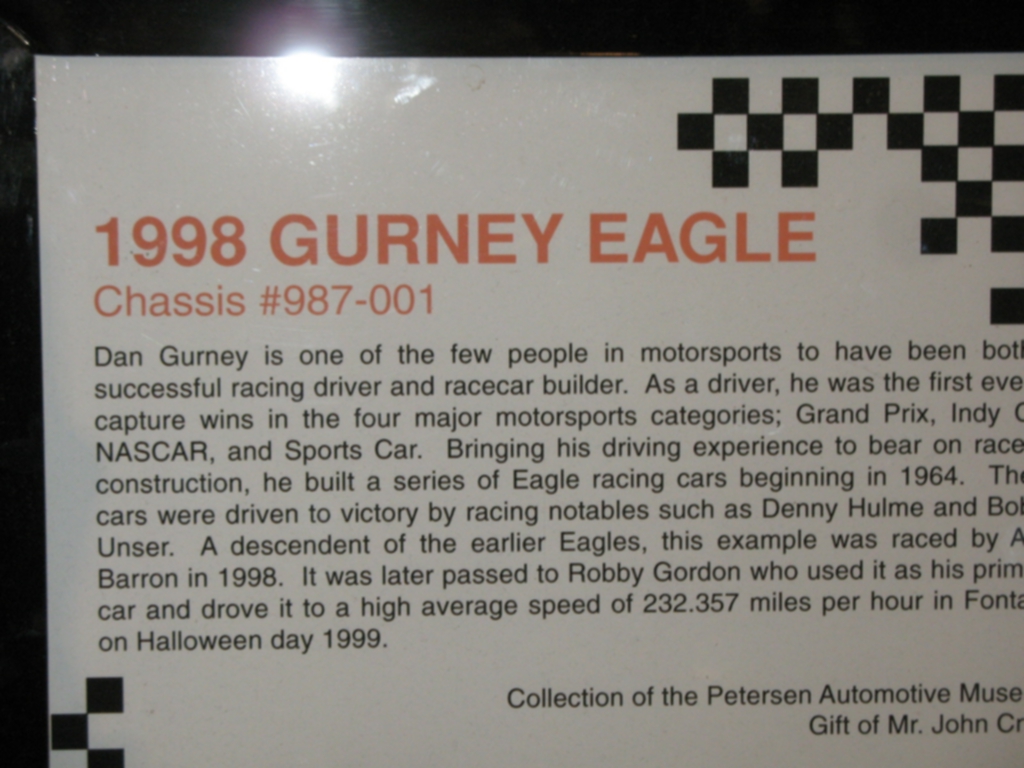 1998 GURNEY EAGLE
Chassis #987-001
Dan Gurney is one of the few people in motorsports to have been both
successful racing driver and racecar builder. As a driver, he was the first eve
capture wins in the four major motorsports categories; Grand Prix, Indy C
NASCAR, and Sports Car. Bringing his driving experience to bear on race
construction, he built a series of Eagle racing cars beginning in 1964. The
cars were driven to victory by racing notables such as Denny Hulme and Bob
Unser. A descendent of the earlier Eagles, this example was raced by A
Barron in 1998. It was later passed to Robby Gordon who used it as his prim
car and drove it to a high average speed of 232.357 miles per hour in Fonta
on Halloween day 1999.
Collection of the Petersen Automotive Muse
Gift of Mr. John Cr